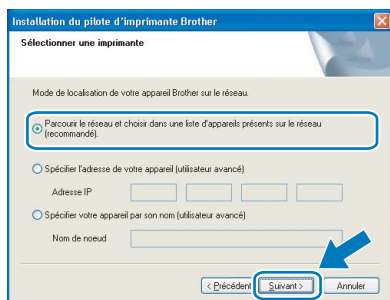 Installation du pilote d'imprimante Brother
Sélectionner une imprimante
Mode de localisation de votre appareil Brother sur le réseau.
Parcourir le réseau et choisir dans une liste d'appareils présents sur le réseau
(recommandé).
Spécifier l'adresse de votre appareil (utilisateur avancé)
Adresse IP
Spécifier votre appareil par son nom (utilisateur avancé)
Nom de noeud
< Précédent
Suivant >
Annuler